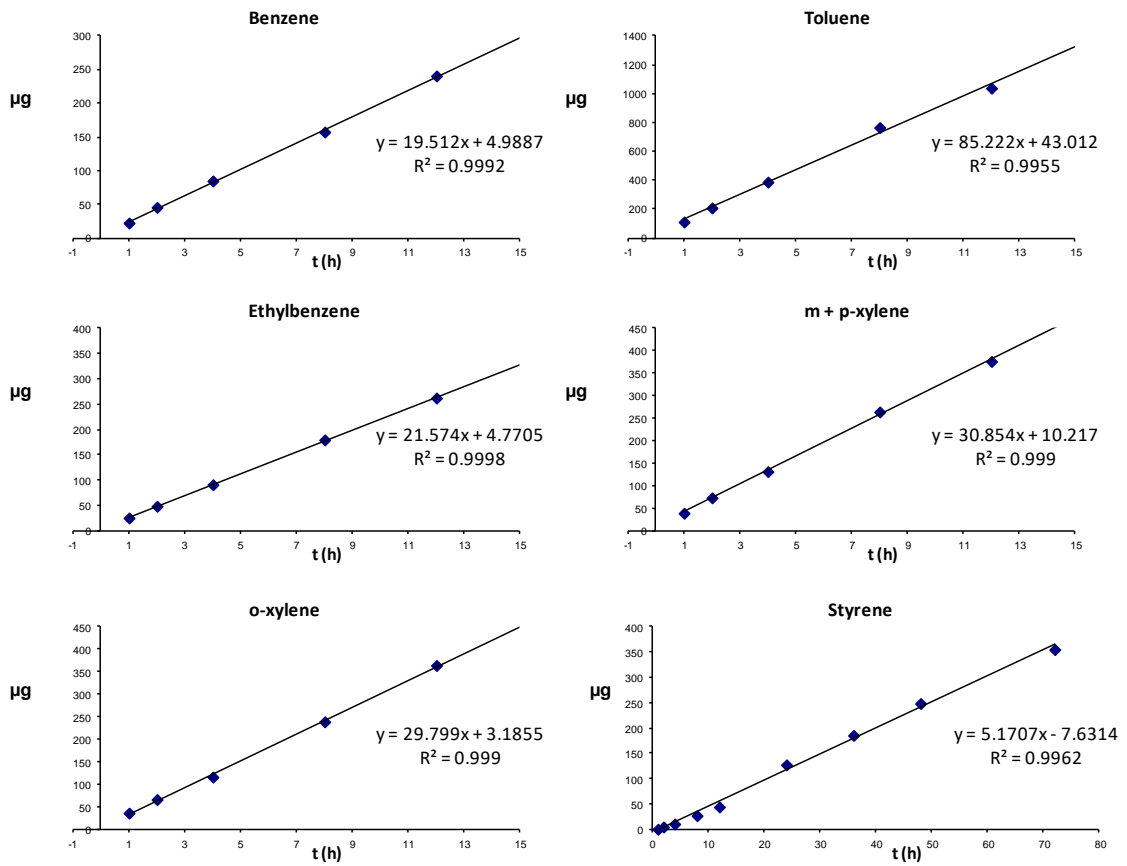 Benzene
300
250
200
150
100
50
0
µg
y = 19.512x + 4.9887
R² = 0.9992
-1 1 3 5 7 9 11 13 15
t (h)
Toluene
1400
1200
1000
800
600
400
200
0
µg
y = 85.222x + 43.012
R² = 0.9955
-1 1 3 5 7 9 11 13 15
t (h)
Ethylbenzene
400
350
300
250
200
150
100
50
0
µg
y = 21.574x + 4.7705
R² = 0.9998
-1 1 3 5 7 9 11 13 15
t (h)
m + p-xylene
450
400
350
300
250
200
150
100
50
0
µg
y = 30.854x + 10.217
R² = 0.999
-1 1 3 5 7 9 11 13 15
t (h)
o-xylene
450
400
350
300
250
200
150
100
50
0
µg
y = 29.799x + 3.1855
R² = 0.999
-1 1 3 5 7 9 11 13 15
t (h)
Styrene
400
350
300
250
200
150
100
50
0
µg
y = 5.1707x - 7.6314
R² = 0.9962
0 10 20 30 40 50 60 70 80
t (h)